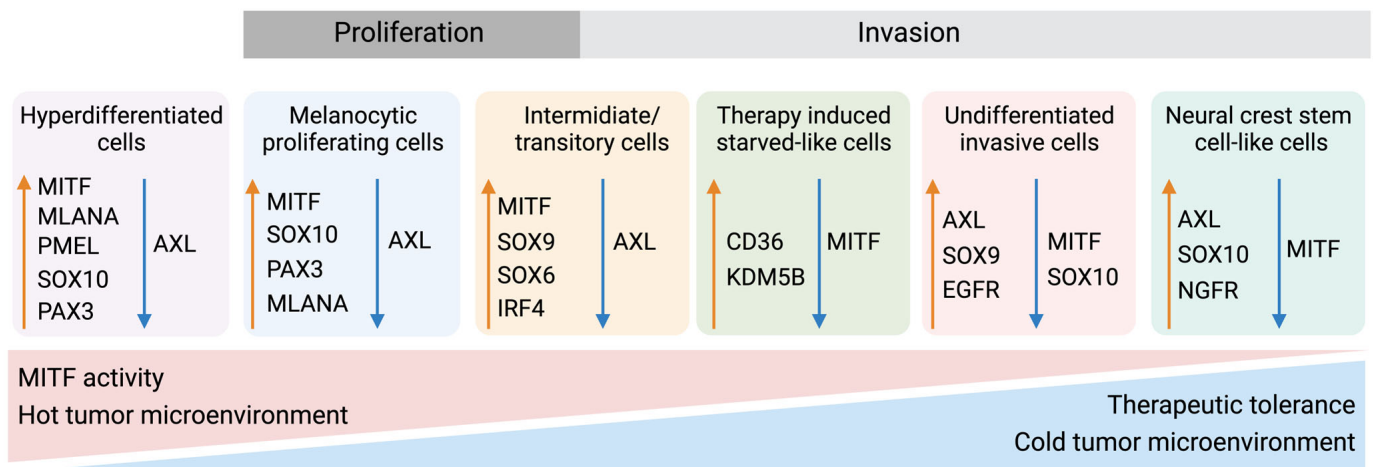 Proliferation
Invasion
Hyperdifferentiated
cells
MITF
MLANA
PMEL
SOX10
PAX3
AXL
Melanocytic
proliferating cells
MITF
SOX10
PAX3
MLANA
AXL
Intermidiate/
transitory cells
MITF
SOX9
SOX6
IRF4
AXL
Therapy induced
starved-like cells
CD36
KDM5B
MITF
Undifferentiated
invasive cells
AXL
SOX9
EGFR
MITF
SOX10
Neural crest stem
cell-like cells
AXL
SOX10
NGFR
MITF
MITF activity
Hot tumor microenvironment
Therapeutic tolerance
Cold tumor microenvironment